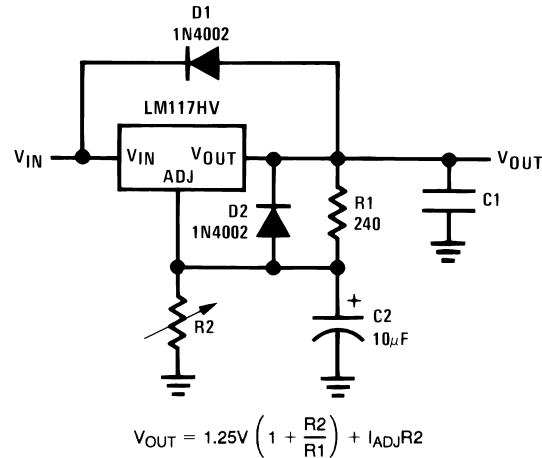 D1
1N4002
LM117HV
VIN
VIN
VOUT
VOUT
ADJ
D2
1N4002
R1
240
C1
R2
+
C2
10μF
VOUT = 1.25V (1 + R2/R1) + IADJR2